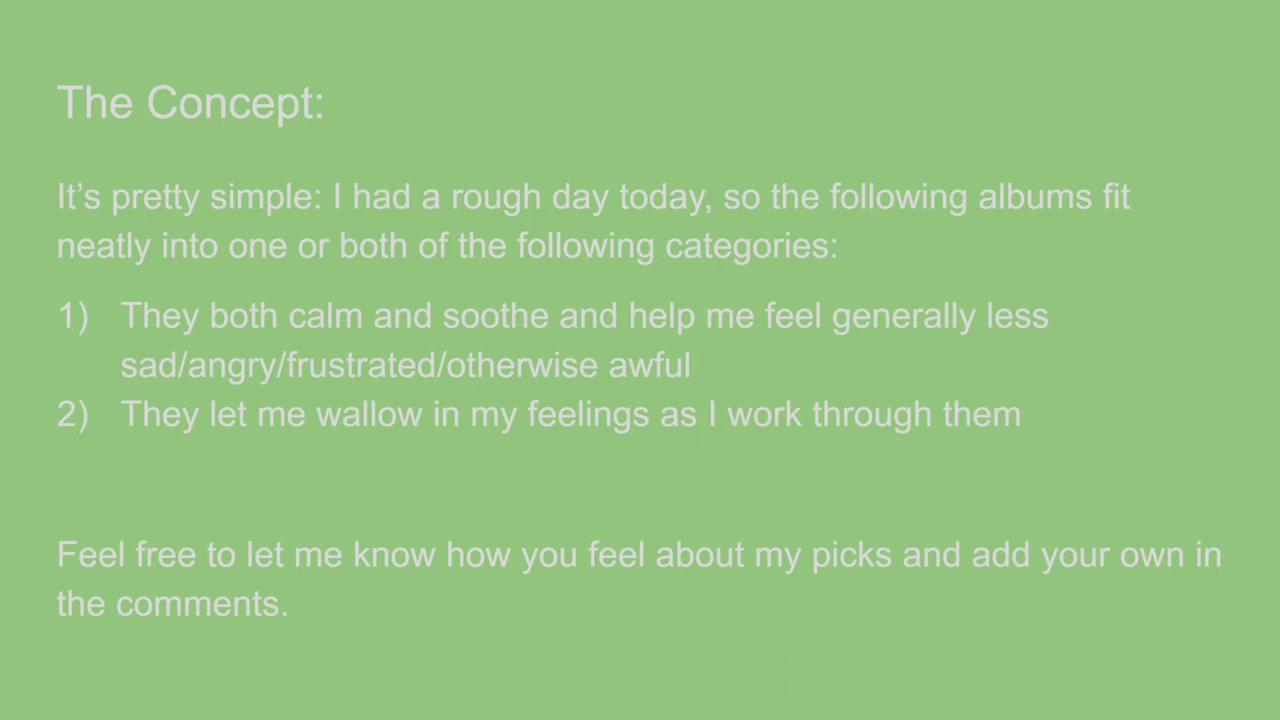 The Concept:
It’s pretty simple: I had a rough day today, so the following albums fit
neatly into one or both of the following categories:
1) They both calm and soothe and help me feel generally less
sad/angry/frustrated/otherwise awful
2) They let me wallow in my feelings as I work through them
Feel free to let me know how you feel about my picks and add your own in
the comments.